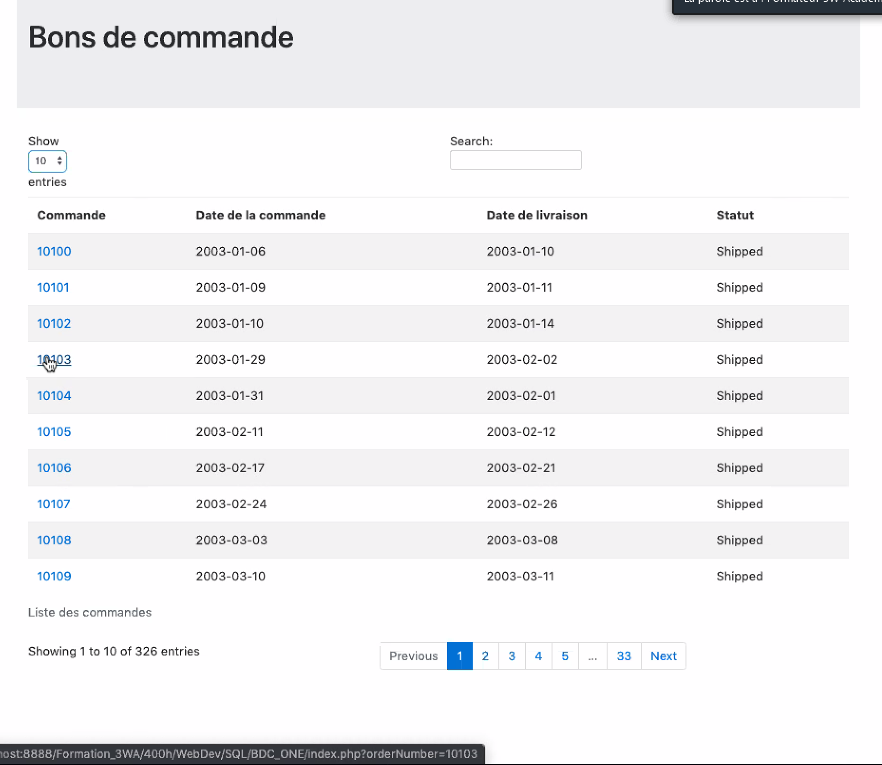 Bons de commande
Show
10
entries
Search:
Commande Date de la commande Date de livraison Statut
10100 2003-01-06 2003-01-10 Shipped
10101 2003-01-09 2003-01-11 Shipped
10102 2003-01-10 2003-01-14 Shipped
10103 2003-01-29 2003-02-02 Shipped
10104 2003-01-31 2003-02-01 Shipped
10105 2003-02-11 2003-02-12 Shipped
10106 2003-02-17 2003-02-21 Shipped
10107 2003-02-24 2003-02-26 Shipped
10108 2003-03-03 2003-03-08 Shipped
10109 2003-03-10 2003-03-11 Shipped
Liste des commandes
Showing 1 to 10 of 326 entries
Previous 1 2 3 4 5 ... 33 Next
ost:8888/Formation_3WA/400h/WebDev/SQL/BDC_ONE/index.php?orderNumber=10103